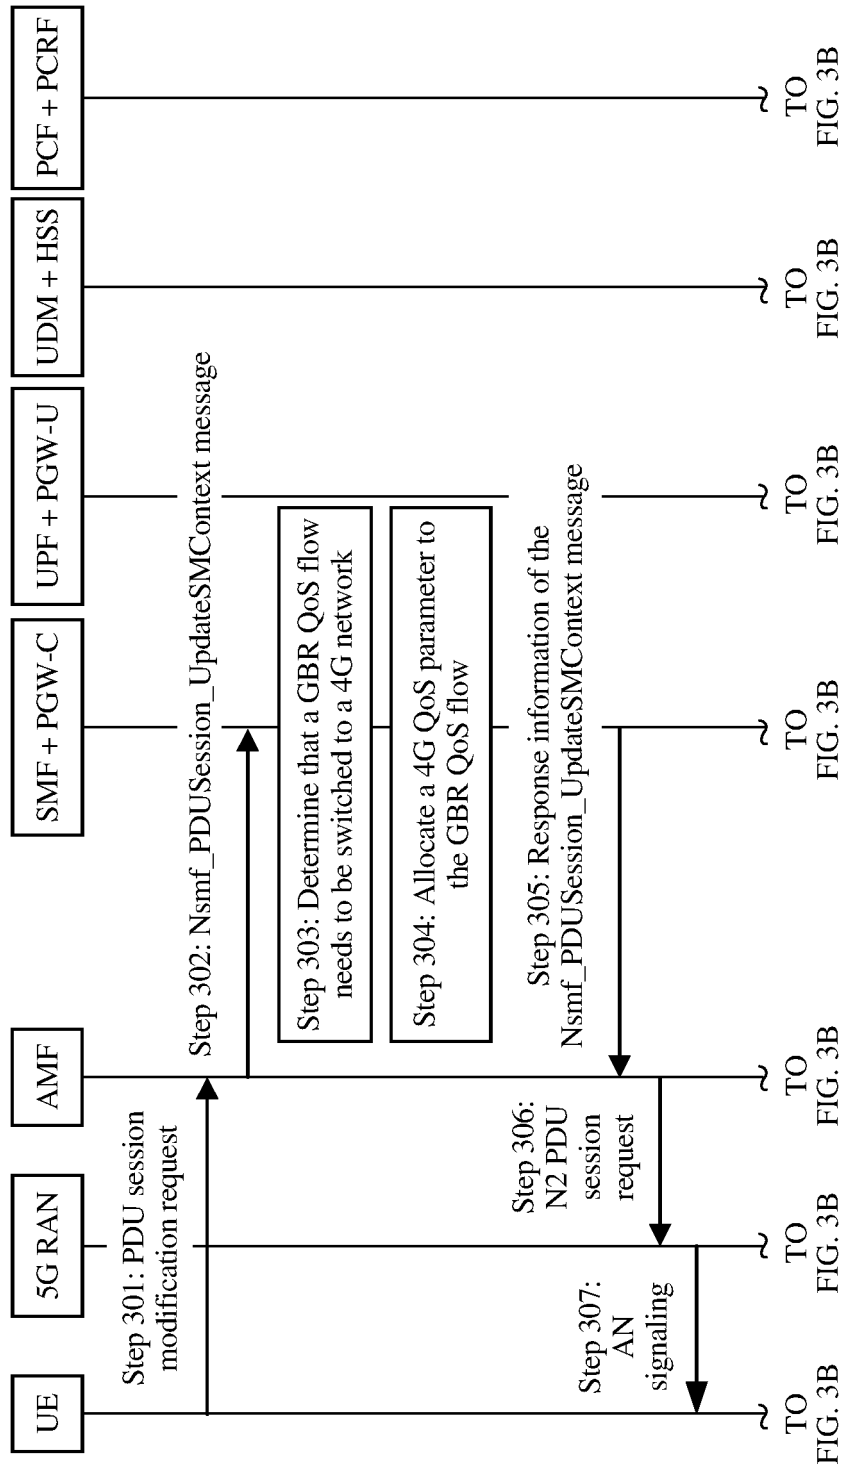 UE
5G RAN
AMF
SMF + PGW-C
UPF + PGW-U
UDM + HSS
PCF + PCRF
Step 301: PDU session
modification request
Step 302: Nsmf_PDUSession_UpdateSMContext message
Step 303: Determine that a GBR QoS flow
needs to be switched to a 4G network
Step 304: Allocate a 4G QoS parameter to
the GBR QoS flow
Step 305: Response information of the
Nsmf_PDUSession_UpdateSMContext message
Step 306:
N2 PDU
session
request
Step 307:
AN
signaling
TO
FIG. 3B
TO
FIG. 3B
TO
FIG. 3B
TO
FIG. 3B
TO
FIG. 3B
TO
FIG. 3B
TO
FIG. 3B